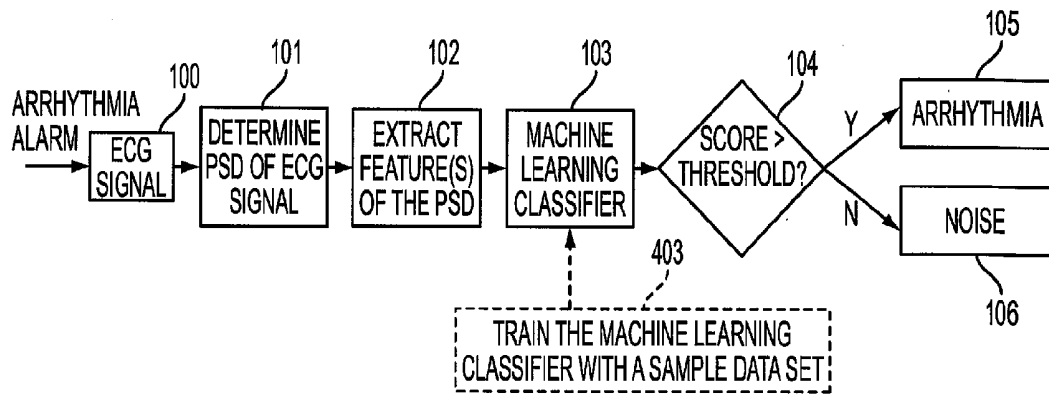 ARRHYTHMIA
ALARM
100
ECG
SIGNAL
101
DETERMINE
PSD OF ECG
SIGNAL
102
EXTRACT
FEATURE(S)
OF THE PSD
103
MACHINE
LEARNING
CLASSIFIER
104
SCORE >
THRESHOLD?
Y
N
105
ARRHYTHMIA
NOISE
106
403
TRAIN THE MACHINE LEARNING
CLASSIFIER WITH A SAMPLE DATA SET